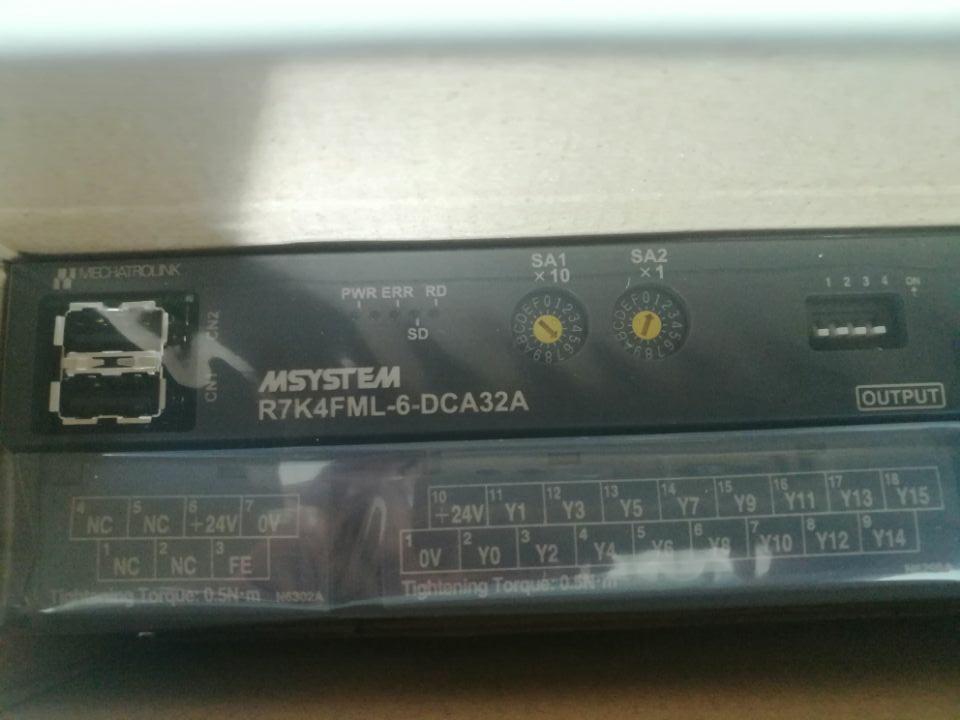 MECHATROLINK
SA1
×10
SA2
×1
PWR ERR RD
SD
CN2
CN1
1 2 3 4 ON
MSYSTEM
R7K4FML-6-DCA32A
OUTPUT
4 NC 5 NC 6 +24V 7 0V
1 NC 2 NC 3 FE
Tightening Torque: 0.5N·m N6302A
10 +24V 11 Y1 12 Y3 13 Y5 14 Y7 15 Y9 16 Y11 17 Y13 18 Y15
1 0V 2 Y0 3 Y2 4 Y4 5 Y6 6 Y8 7 Y10 8 Y12 9 Y14
Tightening Torque: 0.5N·m